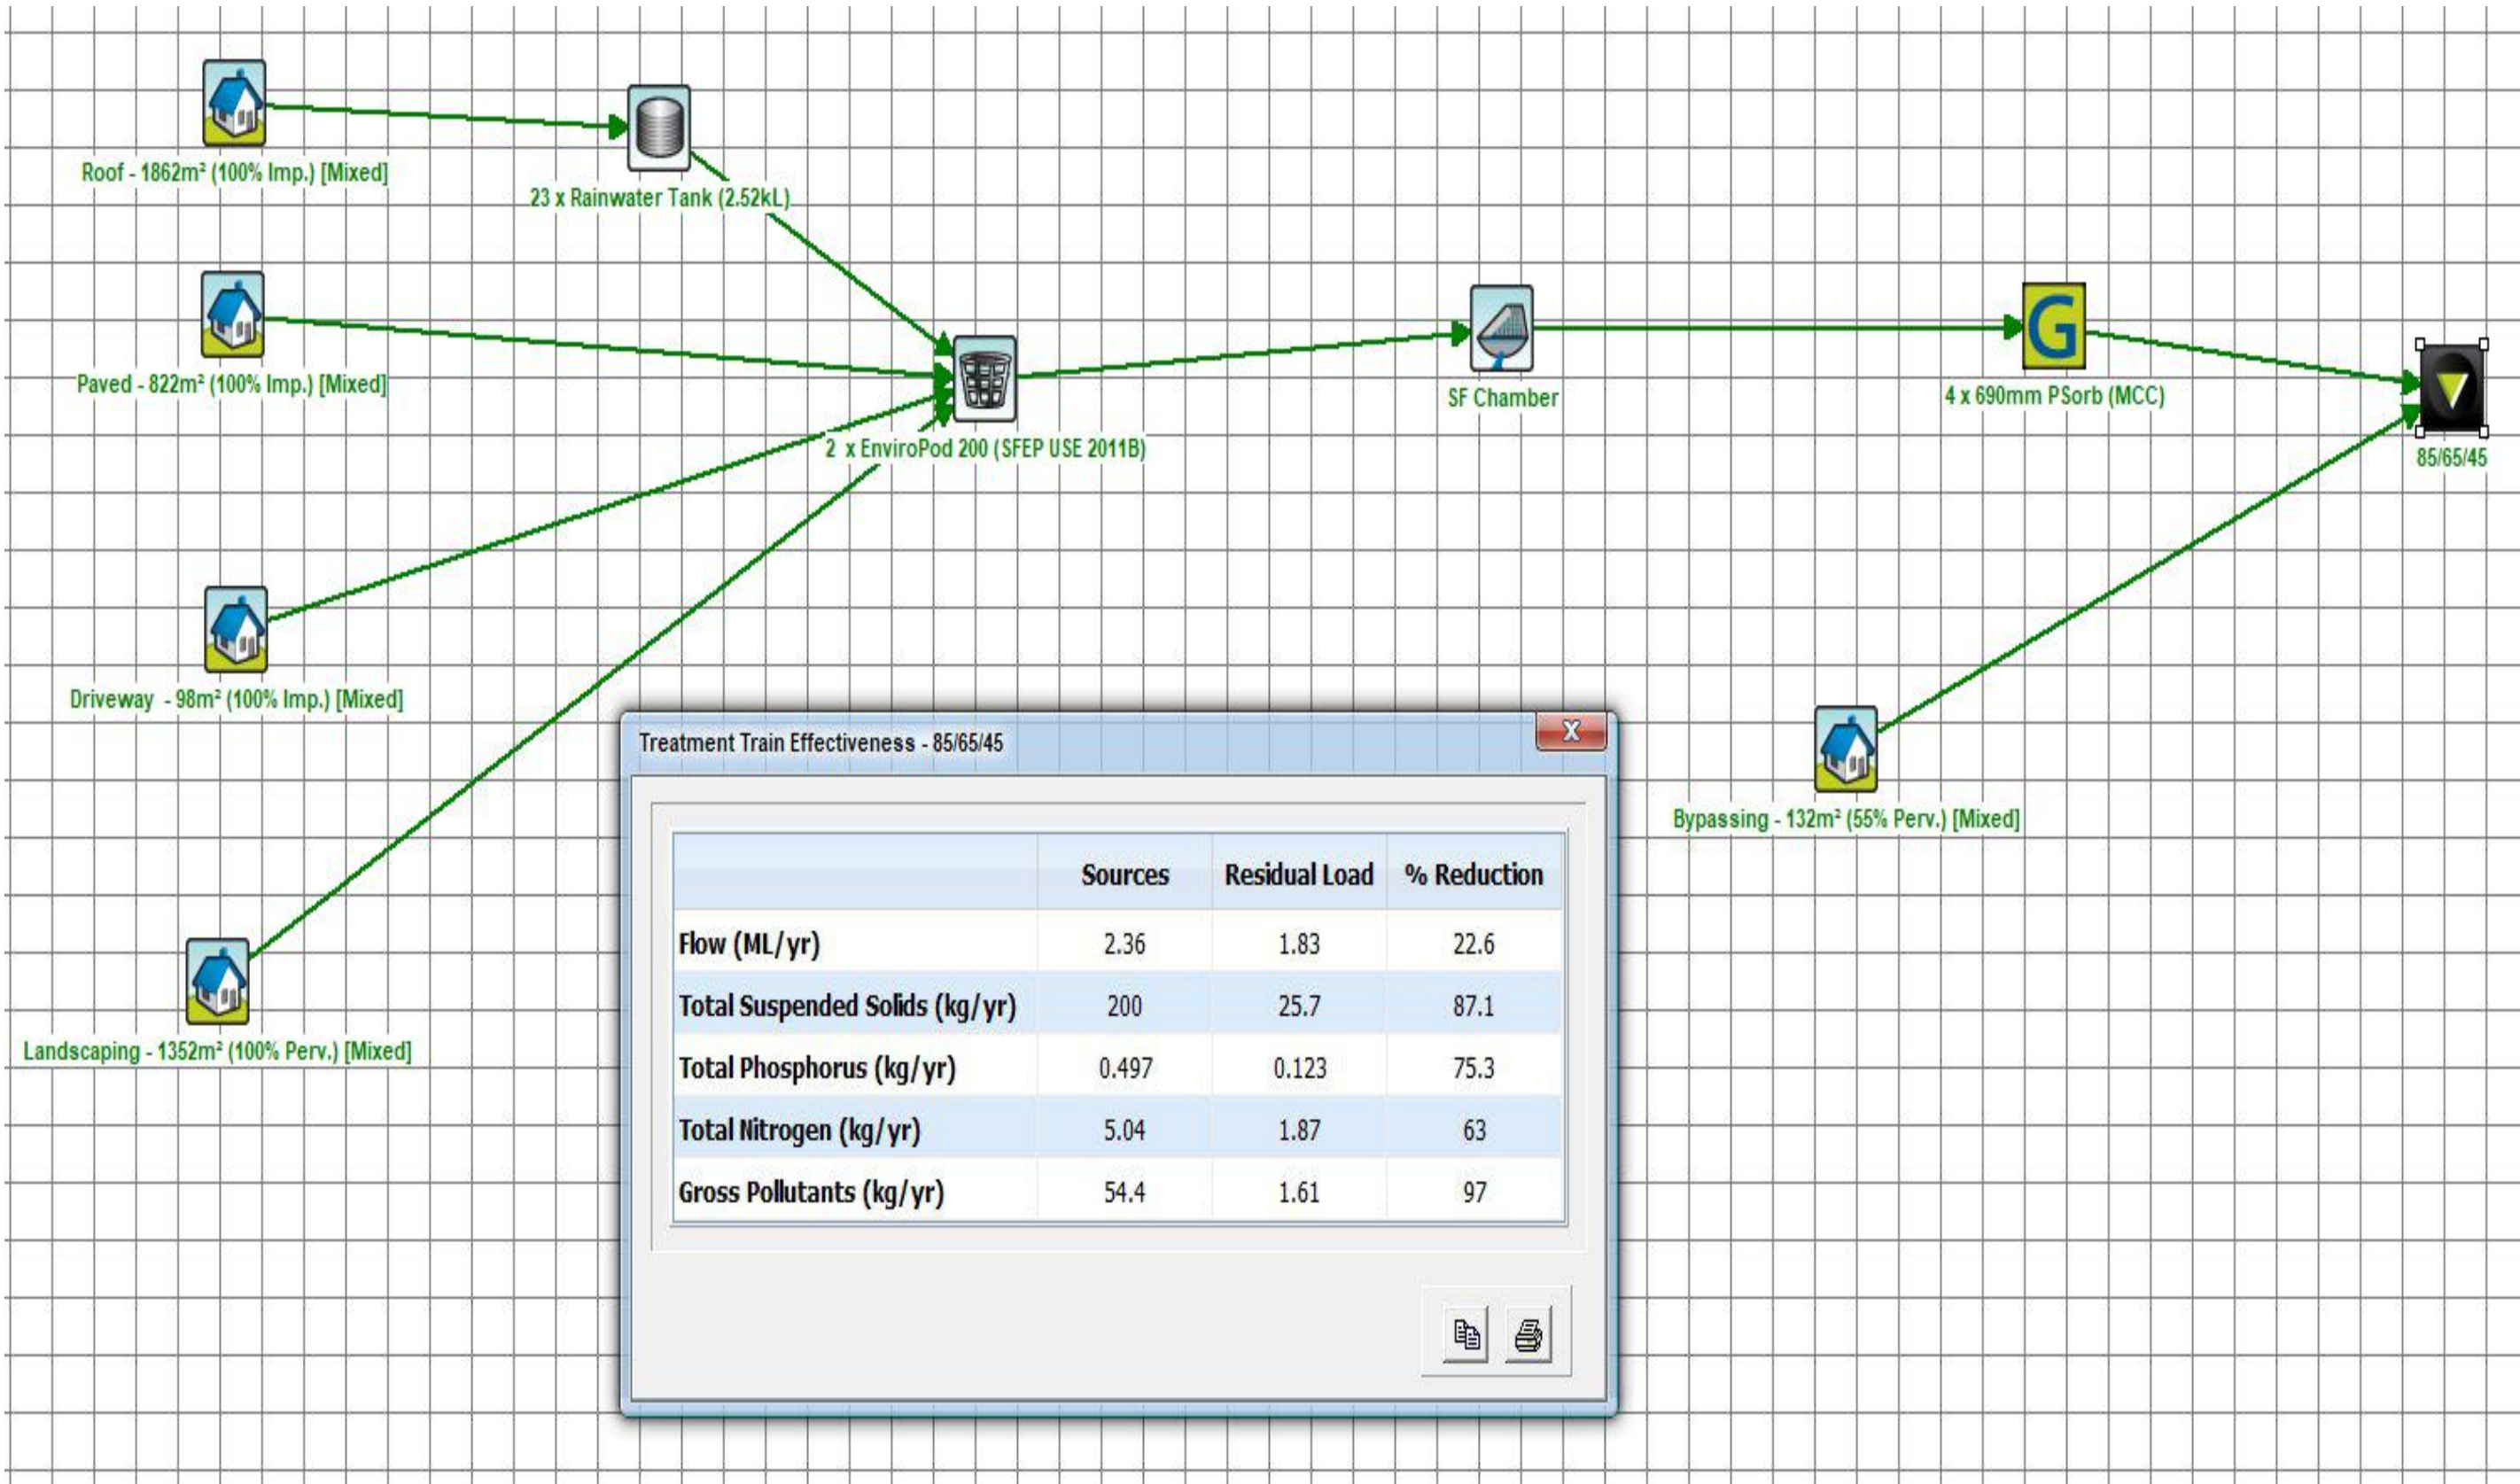 Roof - 1862m² (100% Imp.) [Mixed]
23 x Rainwater Tank (2.52kL)
Paved - 822m² (100% Imp.) [Mixed]
2 x EnviroPod 200 (SFEP USE 2011B)
SF Chamber
G
4 x 690mm PSorb (MCC)
85/65/45
Driveway - 98m² (100% Imp.) [Mixed]
Bypassing - 132m² (55% Perv.) [Mixed]
Landscaping - 1352m² (100% Perv.) [Mixed]
Treatment Train Effectiveness - 85/65/45
X
Sources Residual Load % Reduction
Flow (ML/yr) 2.36 1.83 22.6
Total Suspended Solids (kg/yr) 200 25.7 87.1
Total Phosphorus (kg/yr) 0.497 0.123 75.3
Total Nitrogen (kg/yr) 5.04 1.87 63
Gross Pollutants (kg/yr) 54.4 1.61 97